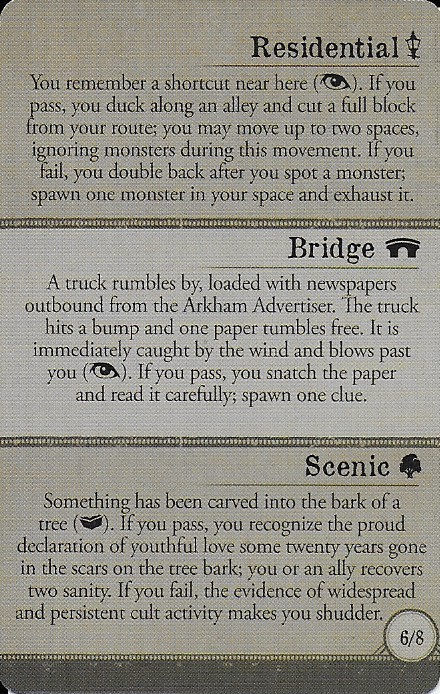 Residential
You remember a shortcut near here ( ). If you
pass, you duck along an alley and cut a full block
from your route; you may move up to two spaces,
ignoring monsters during this movement. If you
fail, you double back after you spot a monster;
spawn one monster in your space and exhaust it.
Bridge
A truck rumbles by, loaded with newspapers
outbound from the Arkham Advertiser. The truck
hits a bump and one paper tumbles free. It is
immediately caught by the wind and blows past
you ( ). If you pass, you snatch the paper
and read it carefully; spawn one clue.
Scenic
Something has been carved into the bark of a
tree ( ). If you pass, you recognize the proud
declaration of youthful love some twenty years gone
in the scars on the tree bark; you or an ally recovers
two sanity. If you fail, the evidence of widespread
and persistent cult activity makes you shudder.
6/8